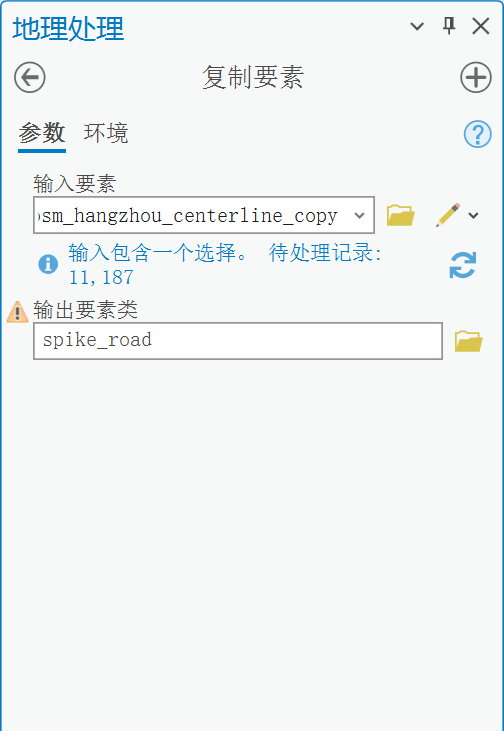 地理处理
复制要素
参数 环境
输入要素
osm_hangzhou_centerline_copy
输入包含一个选择。 待处理记录:
11,187
输出要素类
spike_road